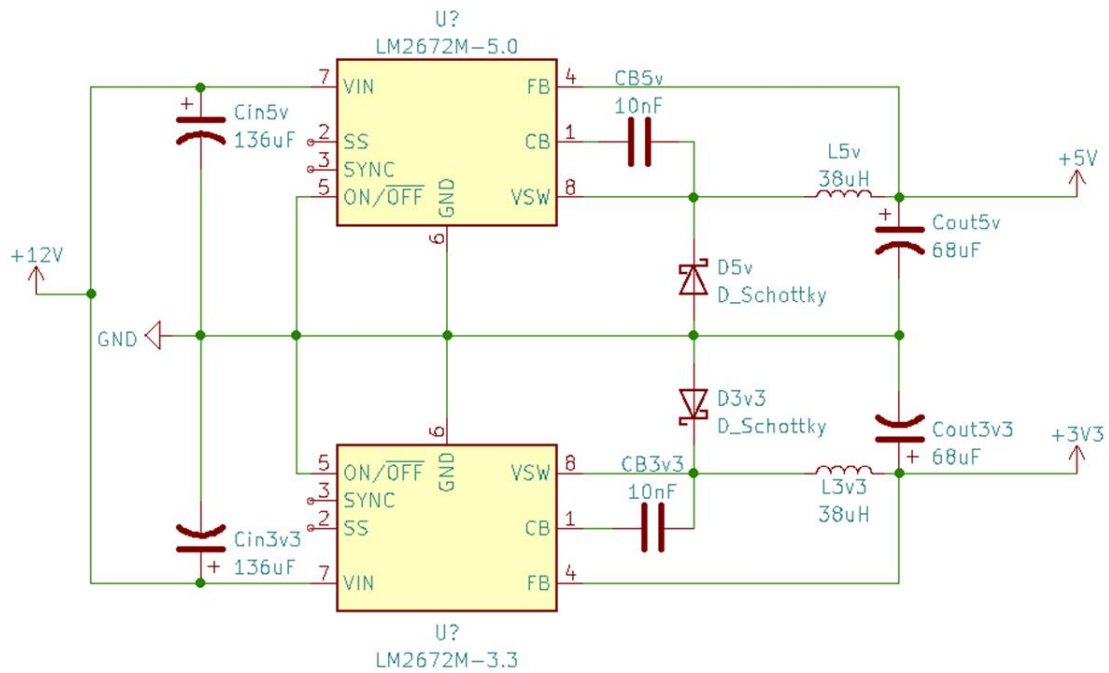 U?
LM2672M-5.0
7
VIN
FB
4
CB5v
10nF
+
Cin5v
136uF
2
SS
CB
1
3
SYNC
L5v
38uH
+5V
5
ON/OFF
GND
VSW
8
+
Cout5v
68uF
6
+12V
D5v
D_Schottky
GND
D3v3
D_Schottky
6
Cout3v3
68uF
+
+3V3
5
ON/OFF
GND
VSW
8
CB3v3
10nF
L3v3
38uH
3
SYNC
2
SS
CB
1
Cin3v3
136uF
+
7
VIN
FB
4
U?
LM2672M-3.3